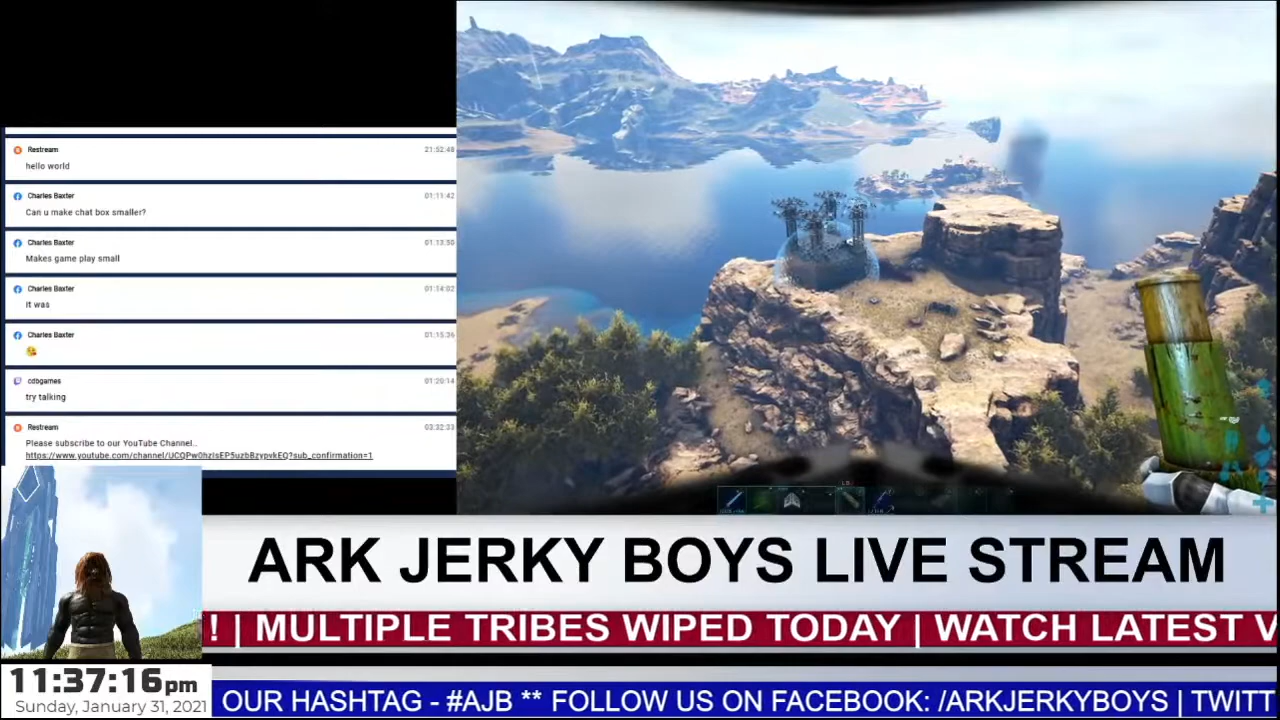 Restream 21:52:48
hello world
Charles Baxter 01:11:42
Can u make chat box smaller?
Charles Baxter 01:13:50
Makes game play small
Charles Baxter 01:14:02
it was
Charles Baxter 01:15:36
😘
cdbgames 01:20:14
try talking
Restream 03:32:33
Please subscribe to our YouTube Channel..
ARK JERKY BOYS LIVE STREAM
! | MULTIPLE TRIBES WIPED TODAY | WATCH LATEST V
11:37:16pm
Sunday, January 31, 2021
OUR HASHTAG - #AJB ** FOLLOW US ON FACEBOOK: /ARKJERKYBOYS | TWITT